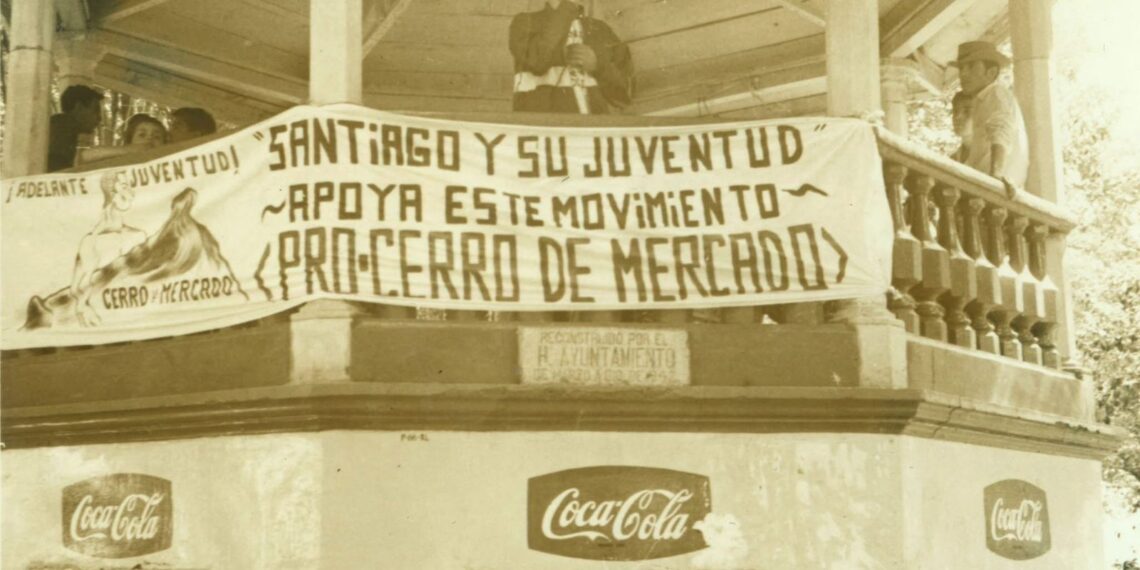 ¡ADELANTE JUVENTUD!
CERRO D MERCADO
"SANTIAGO Y SU JUVENTUD"
~APOYA ESTE MOVIMIENTO~
<PRO-CERRO DE MERCADO>
RECONSTRUIDO POR EL
H. AYUNTAMIENTO
Coca-Cola
Coca-Cola
Coca-Cola